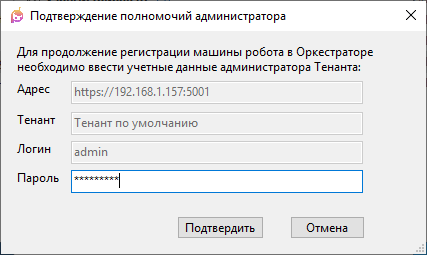 Подтверждение полномочий администратора
Для продолжение регистрации машины робота в Оркестраторе
необходимо ввести учетные данные администратора Тенанта:
Адрес https://192.168.1.157:5001
Тенант Тенант по умолчанию
Логин admin
Пароль *********
Подтвердить Отмена